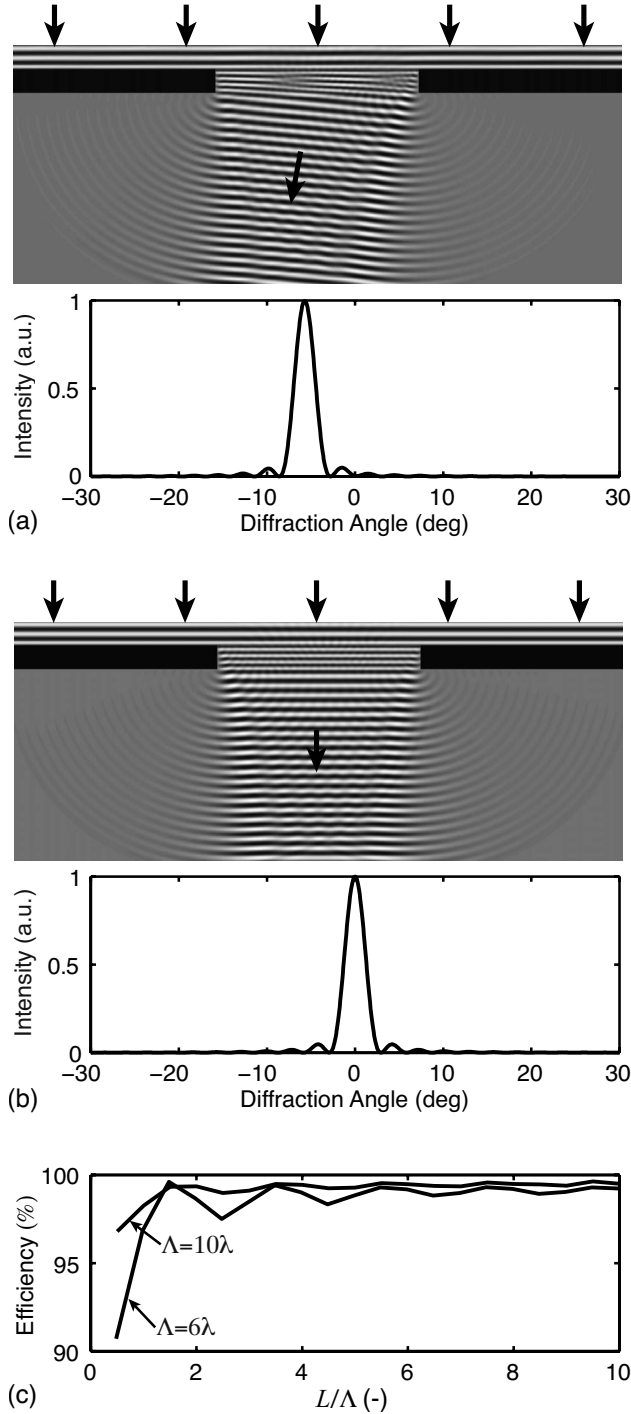 1
Intensity (a.u.)
0.5
0
−30 −20 −10 0 10 20 30
Diffraction Angle (deg)
(a)
1
Intensity (a.u.)
0.5
0
−30 −20 −10 0 10 20 30
Diffraction Angle (deg)
(b)
100
Efficiency (%)
95
90
Λ=10λ
Λ=6λ
0 2 4 6 8 10
L/Λ (-)
(c)